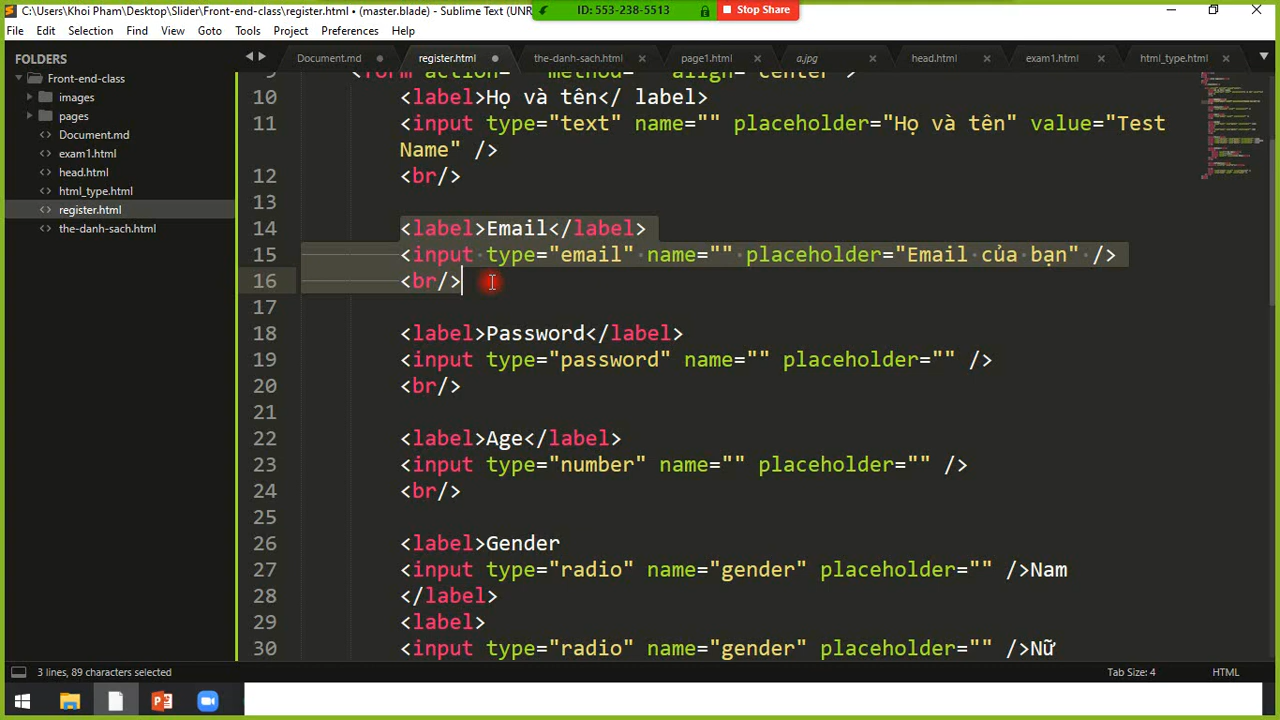 C:\Users\Khoi Pham\Desktop\Slider\Front-end-class\register.html • (master.blade) - Sublime Text (UNR
ID: 553-238-5513
Stop Share
File Edit Selection Find View Goto Tools Project Preferences Help
FOLDERS
Front-end-class
images
pages
Document.md
exam1.html
head.html
html_type.html
register.html
the-danh-sach.html
Document.md register.html the-danh-sach.html page1.html a.jpg head.html exam1.html html_type.html
10 <label>Họ và tên</ label>
11 <input type="text" name="" placeholder="Họ và tên" value="Test
Name" />
12 <br/>
13
14 <label>Email</label>
15 <input type="email" name="" placeholder="Email của bạn" />
16 <br/>
17
18 <label>Password</label>
19 <input type="password" name="" placeholder="" />
20 <br/>
21
22 <label>Age</label>
23 <input type="number" name="" placeholder="" />
24 <br/>
25
26 <label>Gender
27 <input type="radio" name="gender" placeholder="" />Nam
28 </label>
29 <label>
30 <input type="radio" name="gender" placeholder="" />Nữ
3 lines, 89 characters selected
Tab Size: 4
HTML